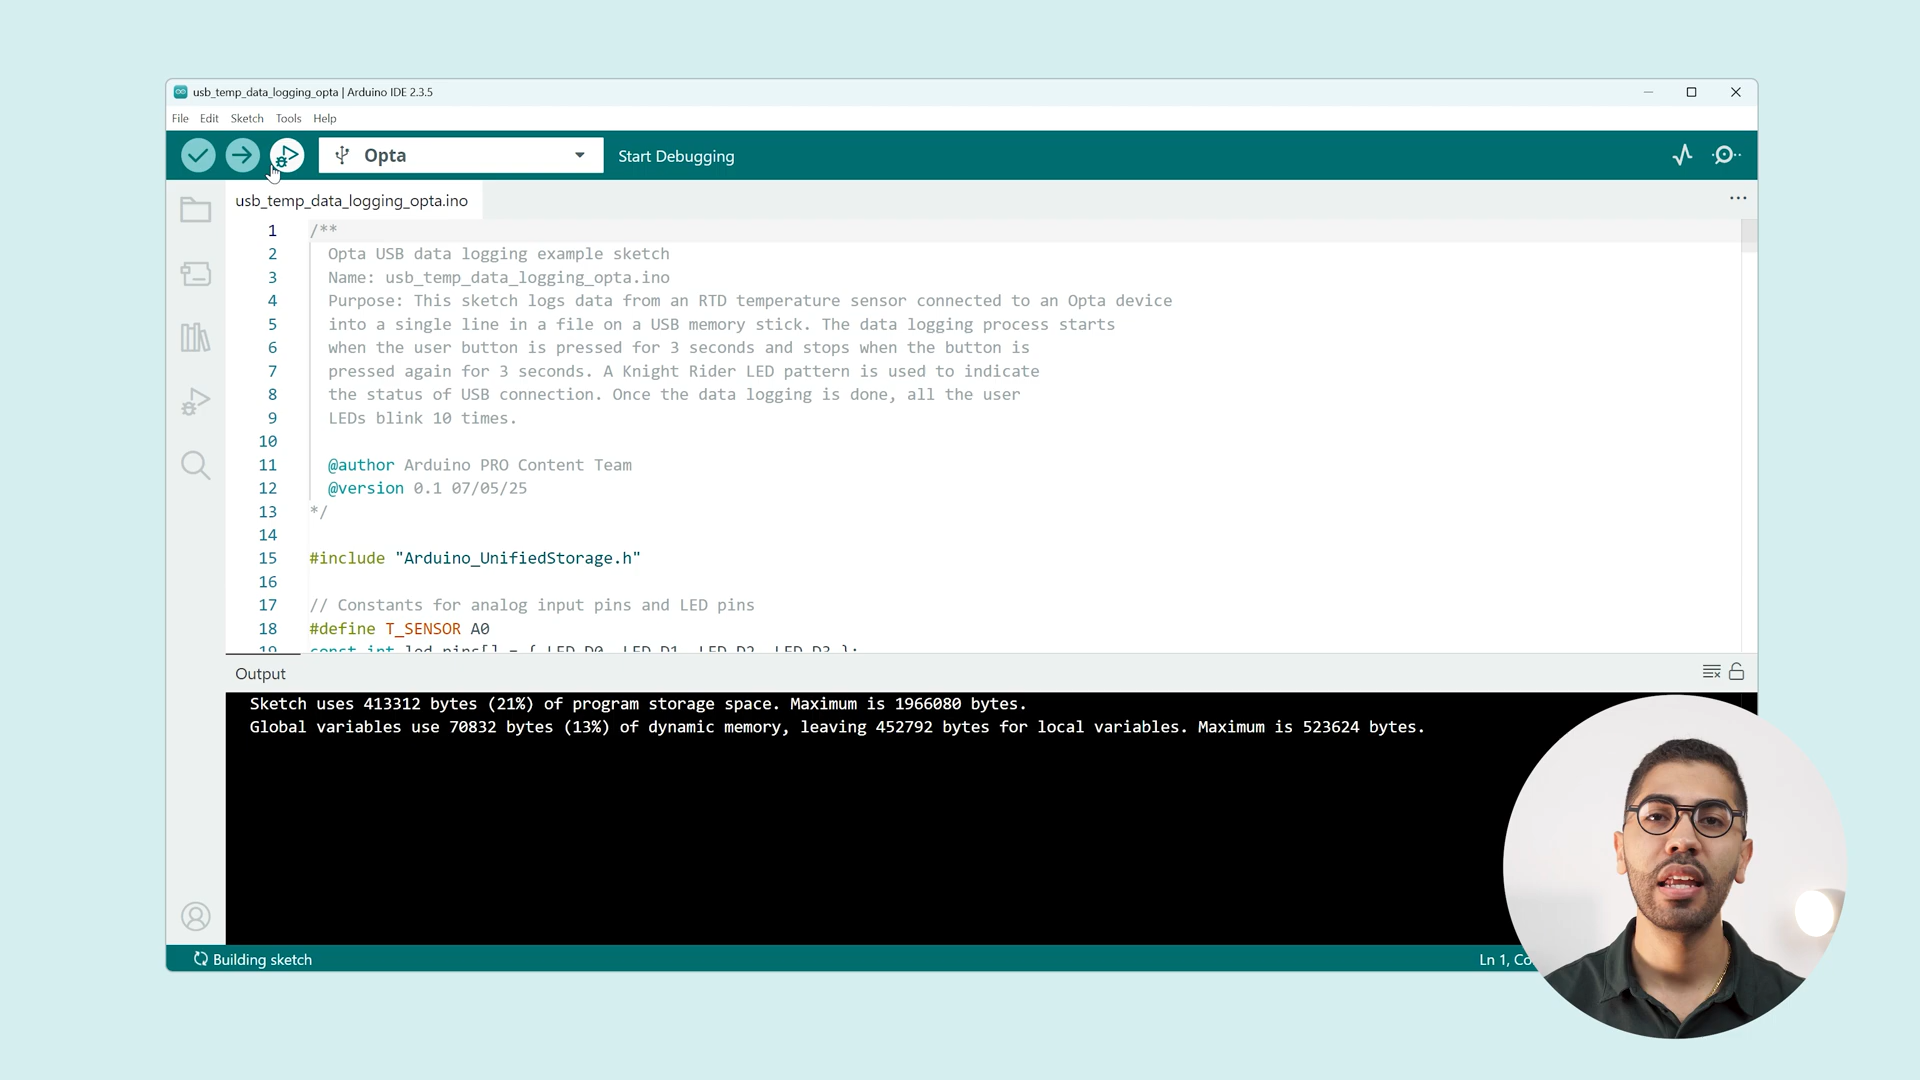 usb_temp_data_logging_opta | Arduino IDE 2.3.5
File Edit Sketch Tools Help
Opta Start Debugging
usb_temp_data_logging_opta.ino
1 /**
2 Opta USB data logging example sketch
3 Name: usb_temp_data_logging_opta.ino
4 Purpose: This sketch logs data from an RTD temperature sensor connected to an Opta device
5 into a single line in a file on a USB memory stick. The data logging process starts
6 when the user button is pressed for 3 seconds and stops when the button is
7 pressed again for 3 seconds. A Knight Rider LED pattern is used to indicate
8 the status of USB connection. Once the data logging is done, all the user
9 LEDs blink 10 times.
10
11 @author Arduino PRO Content Team
12 @version 0.1 07/05/25
13 */
14
15 #include "Arduino_UnifiedStorage.h"
16
17 // Constants for analog input pins and LED pins
18 #define T_SENSOR A0
19 const int led_pins[] = { LED_D0, LED_D1, LED_D2, LED_D3 };
Output
Sketch uses 413312 bytes (21%) of program storage space. Maximum is 1966080 bytes.
Global variables use 70832 bytes (13%) of dynamic memory, leaving 452792 bytes for local variables. Maximum is 523624 bytes.
Building sketch
Ln 1,